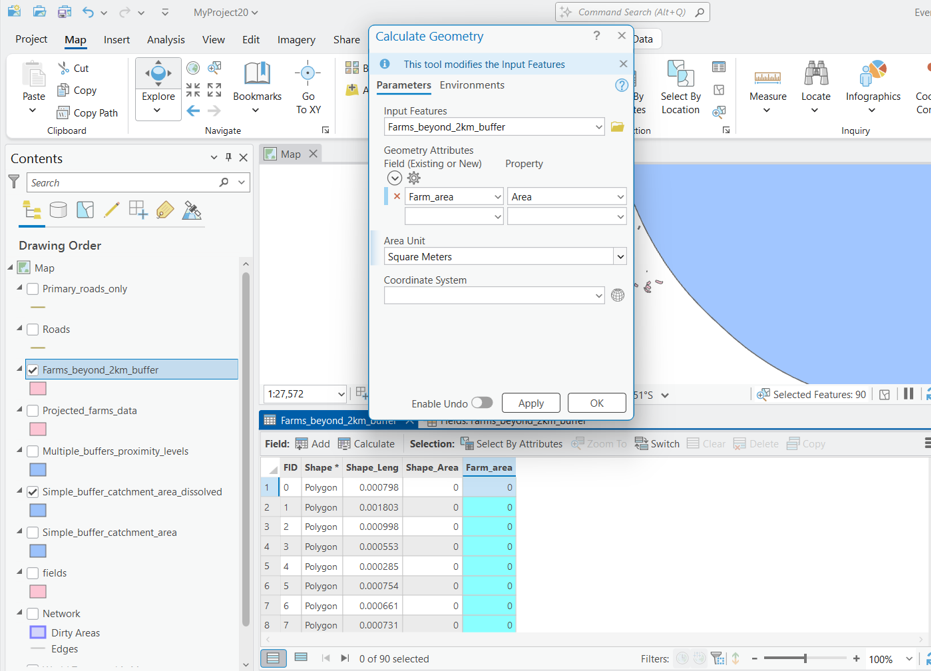 MyProject20
Command Search (Alt+Q)
Project Map Insert Analysis View Edit Imagery Share
Paste
Cut
Copy
Copy Path
Clipboard
Explore
Bookmarks
Go
To XY
Navigate
Select By
Location
Measure
Locate
Infographics
Inquiry
Calculate Geometry
?
This tool modifies the Input Features
Parameters Environments
Input Features
Farms_beyond_2km_buffer
Geometry Attributes
Field (Existing or New) Property
Farm_area Area
Area Unit
Square Meters
Coordinate System
Enable Undo
Apply
OK
Contents
Search
Drawing Order
Map
Primary_roads_only
Roads
Farms_beyond_2km_buffer
Projected_farms_data
Multiple_buffers_proximity_levels
Simple_buffer_catchment_area_dissolved
Simple_buffer_catchment_area
fields
Network
Dirty Areas
Edges
Map
1:27,572
51°S
Selected Features: 90
Farms_beyond_2km_buffer
Fields: Farms_beyond_2km_buffer
Field: Add Calculate Selection: Select By Attributes Zoom To Switch Clear Delete Copy
FID Shape * Shape_Leng Shape_Area Farm_area
1 0 Polygon 0.000798 0 0
2 1 Polygon 0.001803 0 0
3 2 Polygon 0.000998 0 0
4 3 Polygon 0.000553 0 0
5 4 Polygon 0.000285 0 0
6 5 Polygon 0.000754 0 0
7 6 Polygon 0.000661 0 0
8 7 Polygon 0.000731 0 0
0 of 90 selected
Filters:
100%